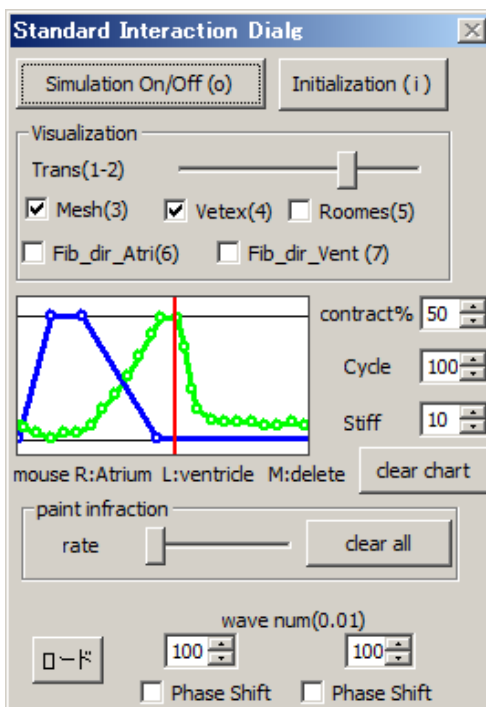 Standard Interaction Dialg
Simulation On/Off (o) Initialization ( i )
Visualization
Trans(1-2)
Mesh(3) Vetex(4) Roomes(5)
Fib_dir_Atri(6) Fib_dir_Vent (7)
contract% 50
Cycle 100
Stiff 10
mouse R:Atrium L:ventricle M:delete clear chart
paint infraction
rate clear all
wave num(0.01)
ロード 100 100
Phase Shift Phase Shift